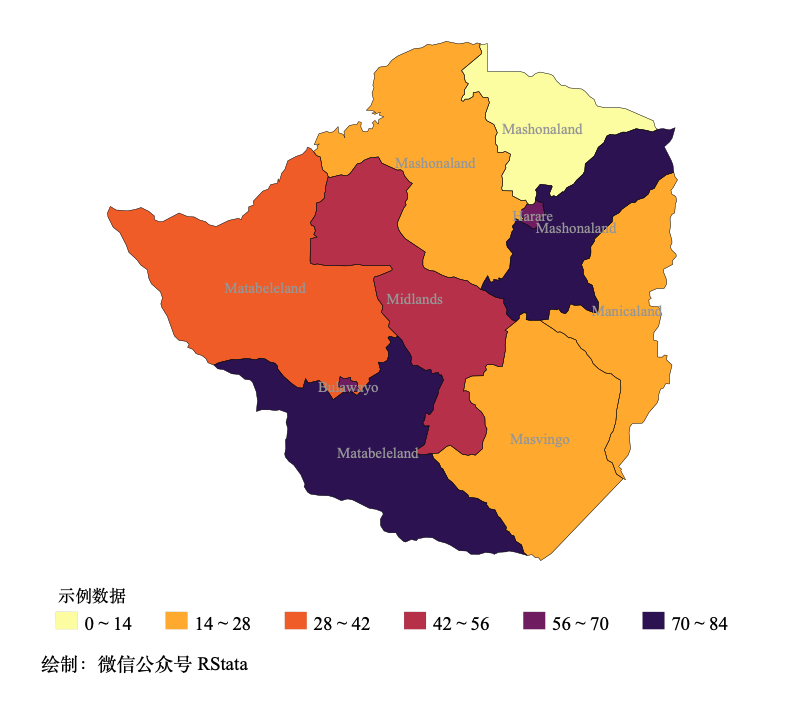 Mashonaland
Mashonaland
Harare
Mashonaland
Matabeleland
Midlands
Manicaland
Bulawayo
Masvingo
Matabeleland
示例数据
0 ~ 14
14 ~ 28
28 ~ 42
42 ~ 56
56 ~ 70
70 ~ 84
绘制：微信公众号 RStata